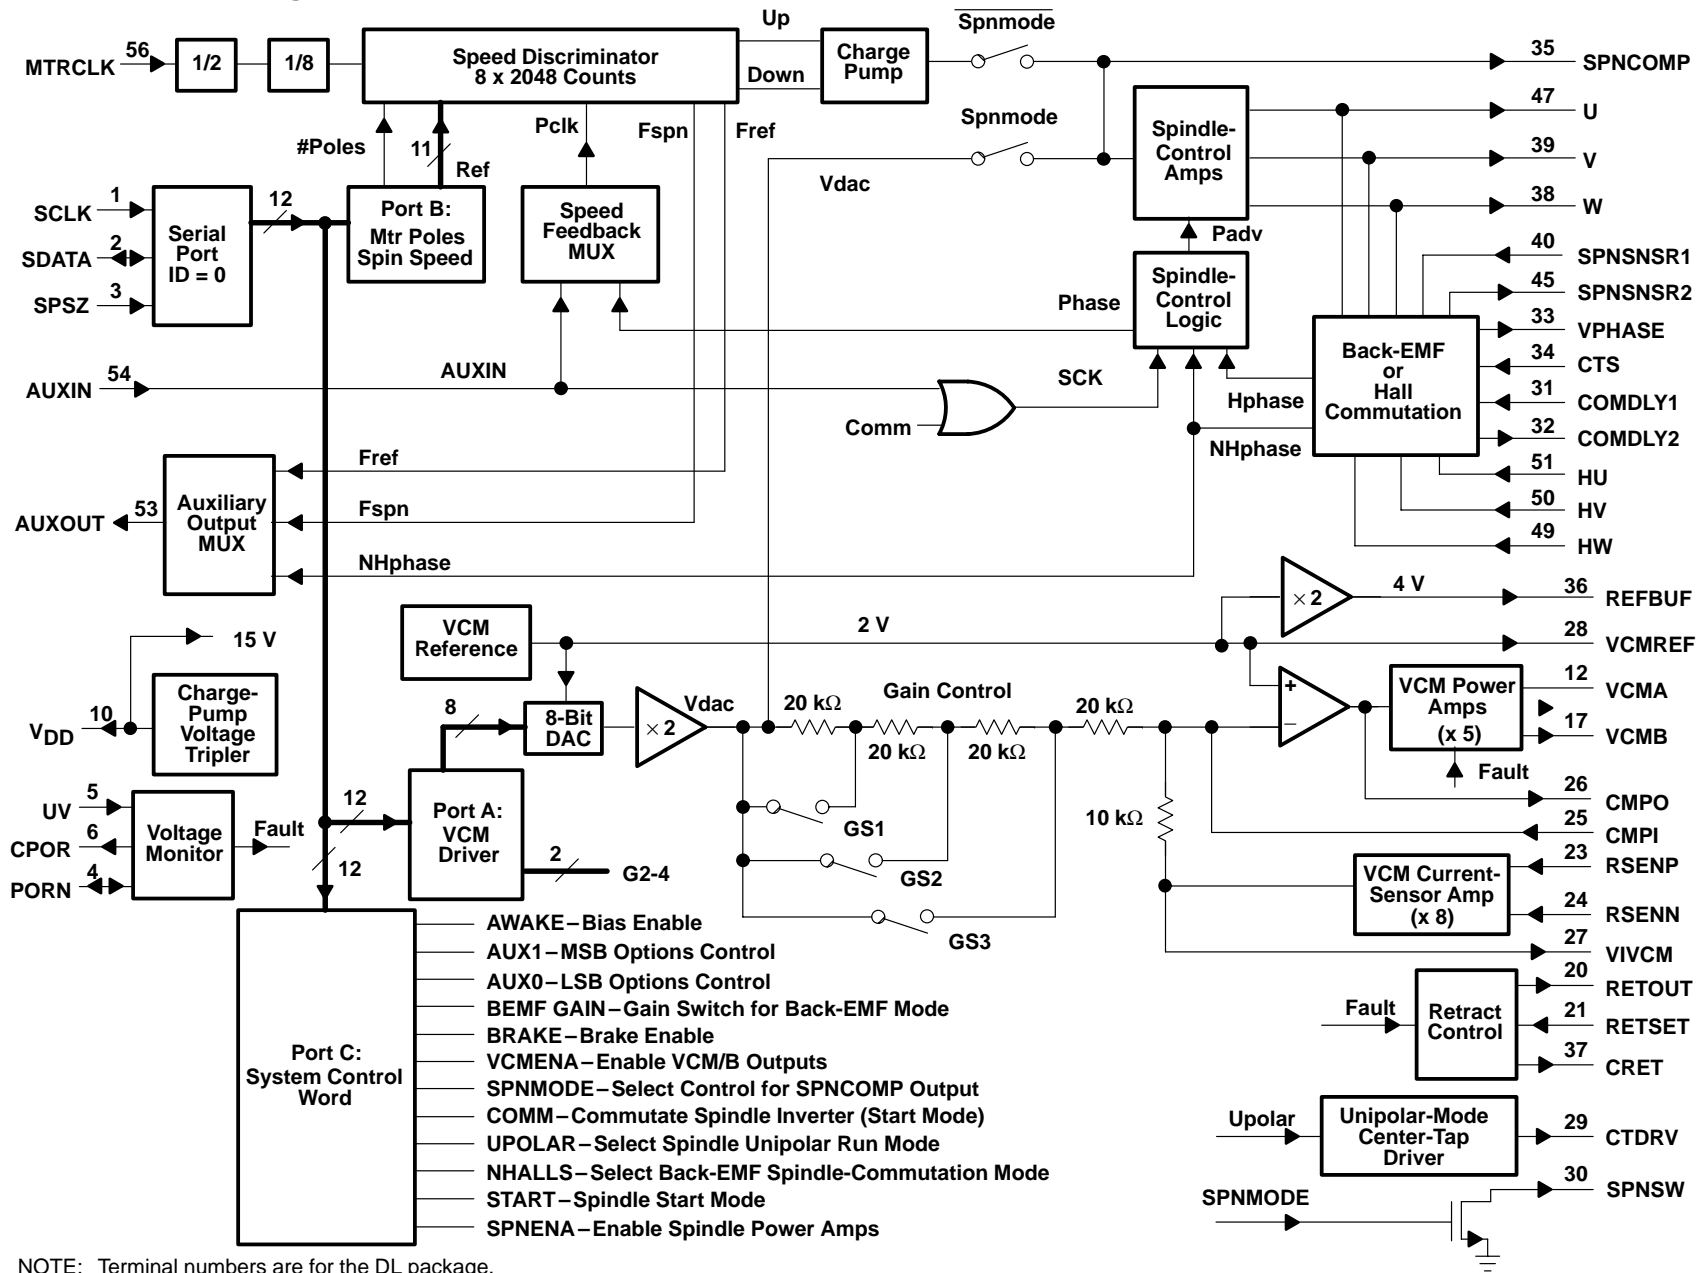 MTRCLK
56
1/2
1/8
Speed Discriminator
8 x 2048 Counts
Up
Down
Charge
Pump
Spnmode
35
SPNCOMP
47
U
39
V
38
W
Spnmode
Vdac
Spindle-
Control
Amps
Padv
#Poles
11
Ref
Pclk
Fspn
Fref
SCLK
1
SDATA
2
SPSZ
3
Serial
Port
ID = 0
12
Port B:
Mtr Poles
Spin Speed
Speed
Feedback
MUX
Phase
Spindle-
Control
Logic
40
SPNSNSR1
45
SPNSNSR2
33
VPHASE
34
CTS
31
COMDLY1
32
COMDLY2
51
HU
50
HV
49
HW
Back-EMF
or
Hall
Commutation
AUXIN
54
AUXIN
SCK
Comm
Hphase
NHphase
AUXOUT
53
Auxiliary
Output
MUX
Fref
Fspn
NHphase
VCM
Reference
2 V
× 2
4 V
36
REFBUF
28
VCMREF
15 V
VDD
10
Charge-
Pump
Voltage
Tripler
8
8-Bit
DAC
× 2
Vdac
20 kΩ
Gain Control
20 kΩ
20 kΩ
20 kΩ
+
–
VCM Power
Amps
(x 5)
12
VCMA
17
VCMB
Fault
UV
5
CPOR
6
PORN
4
Voltage
Monitor
Fault
12
12
Port A:
VCM
Driver
2
G2-4
GS1
GS2
GS3
10 kΩ
26
CMPO
25
CMPI
23
RSENP
24
RSENN
VCM Current-
Sensor Amp
(x 8)
27
VIVCM
20
RETOUT
21
RETSET
37
CRET
Fault
Retract
Control
Port C:
System Control
Word
AWAKE–Bias Enable
AUX1–MSB Options Control
AUX0–LSB Options Control
BEMF GAIN–Gain Switch for Back-EMF Mode
BRAKE–Brake Enable
VCMENA–Enable VCM/B Outputs
SPNMODE–Select Control for SPNCOMP Output
COMM–Commutate Spindle Inverter (Start Mode)
UPOLAR–Select Spindle Unipolar Run Mode
NHALLS–Select Back-EMF Spindle-Commutation Mode
START–Spindle Start Mode
SPNENA–Enable Spindle Power Amps
Upolar
Unipolar-Mode
Center-Tap
Driver
29
CTDRV
SPNMODE
30
SPNSW
NOTE: Terminal numbers are for the DL package.